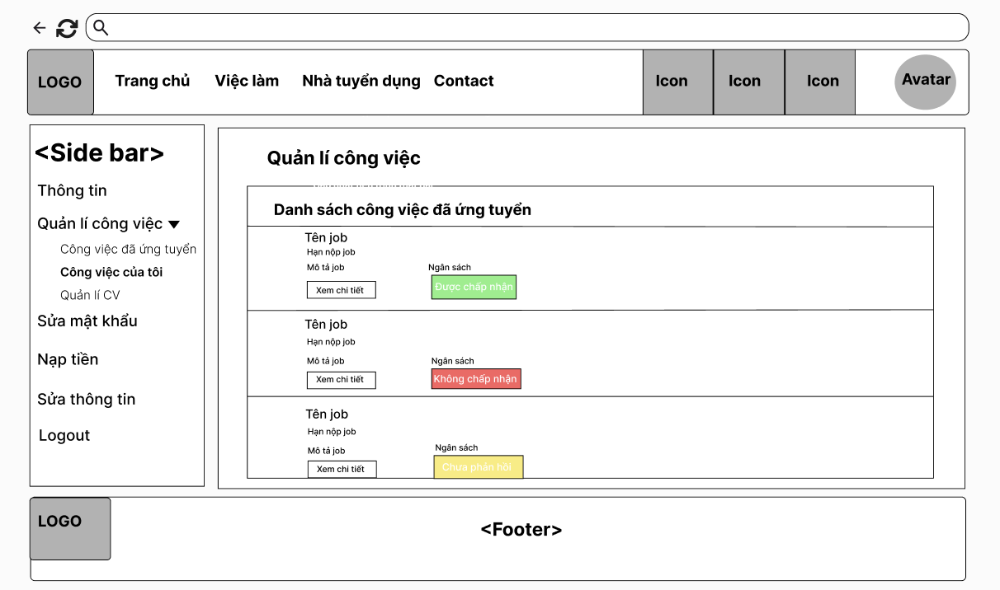 LOGO
Trang chủ
Việc làm
Nhà tuyển dụng
Contact
Icon
Icon
Icon
Avatar
<Side bar>
Thông tin
Quản lí công việc
Công việc đã ứng tuyển
Công việc của tôi
Quản lí CV
Sửa mật khẩu
Nạp tiền
Sửa thông tin
Logout
Quản lí công việc
Danh sách công việc đã ứng tuyển
Tên job
Hạn nộp job
Mô tả job
Ngân sách
Xem chi tiết
Được chấp nhận
Tên job
Hạn nộp job
Mô tả job
Ngân sách
Xem chi tiết
Không chấp nhận
Tên job
Hạn nộp job
Mô tả job
Ngân sách
Xem chi tiết
Chưa phản hồi
LOGO
<Footer>